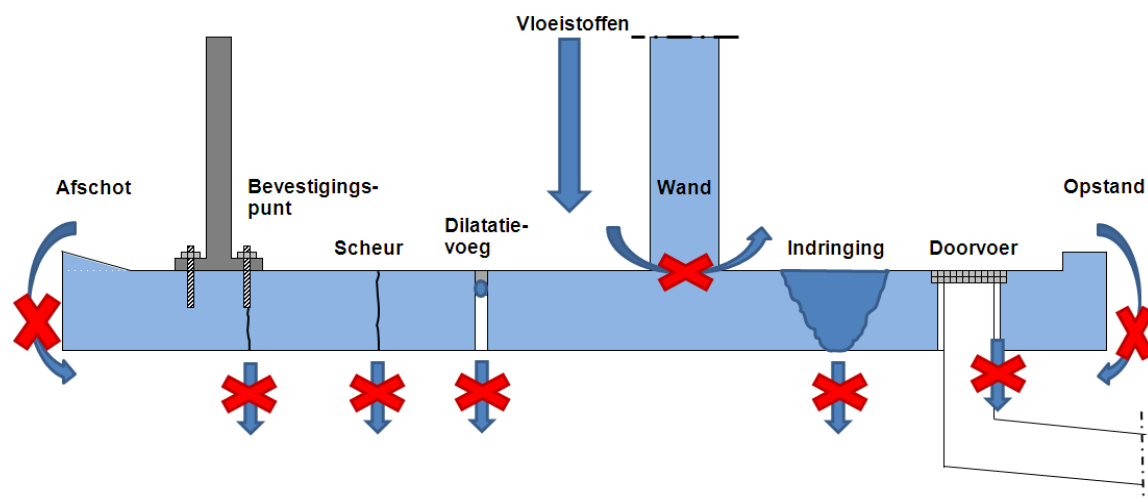 Vloeistoffen
Afschot
Bevestigings-
punt
Scheur
Dilatatie-
voeg
Wand
Indringing
Doorvoer
Opstand